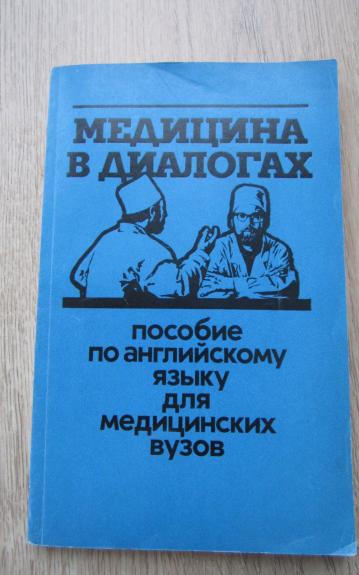 МЕДИЦИНА
В ДИАЛОГАХ
пособие
по английскому
языку
для
медицинских
вузов